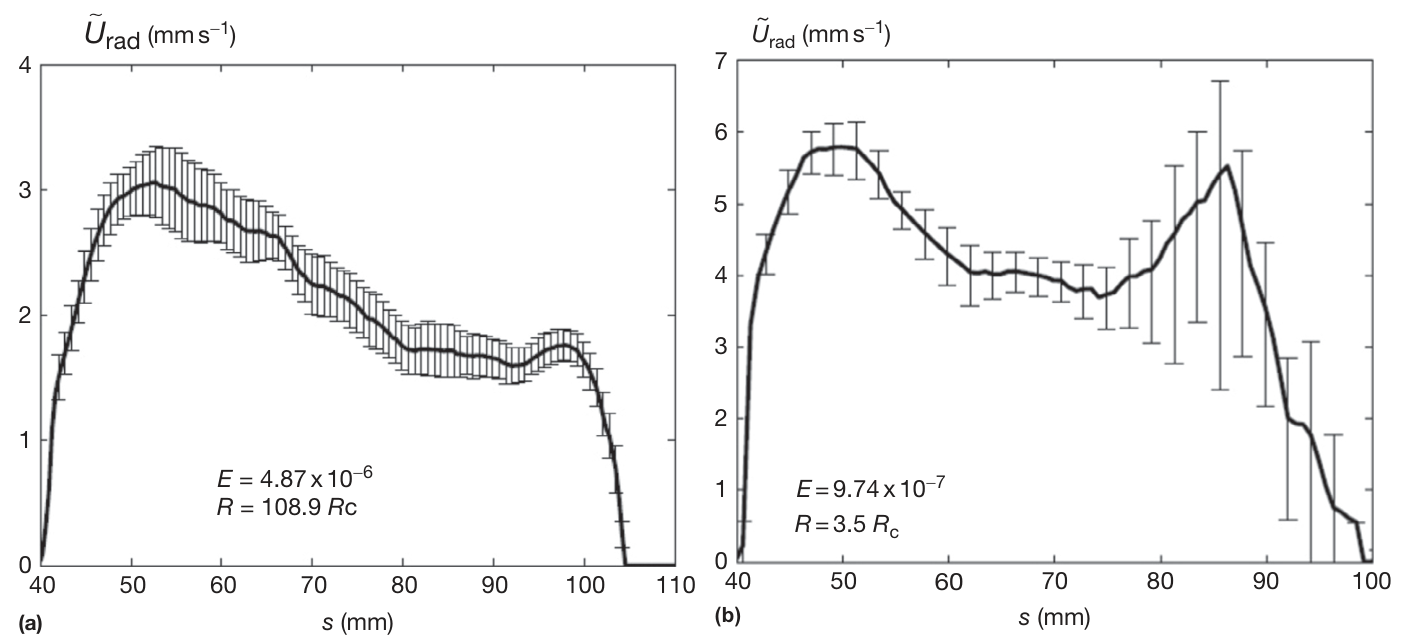 Ũrad (mm s−1)
4
3
2
1
0
E = 4.87 x 10−6
R = 108.9 Rc
40 50 60 70 80 90 100 110
(a) s (mm)
Ũrad (mm s−1)
7
6
5
4
3
2
1
0
E = 9.74 x 10−7
R = 3.5 Rc
40 50 60 70 80 90 100
(b) s (mm)